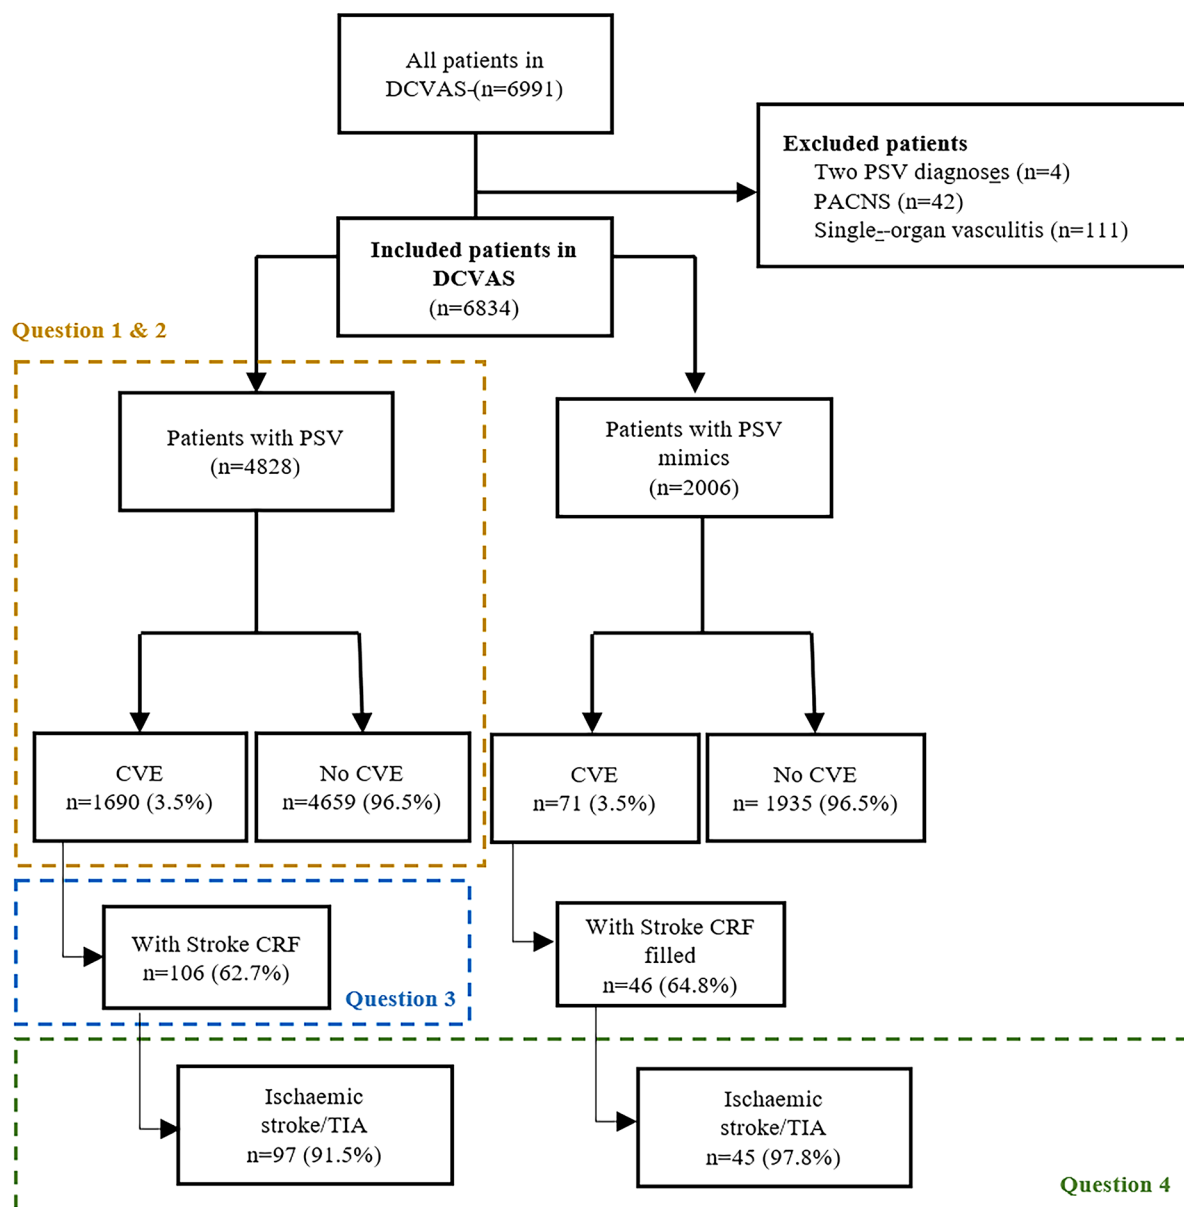 All patients in
DCVAS-(n=6991)
Excluded patients
Two PSV diagnoses (n=4)
PACNS (n=42)
Single--organ vasculitis (n=111)
Included patients in
DCVAS
(n=6834)
Question 1 & 2
Patients with PSV
(n=4828)
Patients with PSV
mimics
(n=2006)
CVE
n=1690 (3.5%)
No CVE
n=4659 (96.5%)
CVE
n=71 (3.5%)
No CVE
n= 1935 (96.5%)
With Stroke CRF
n=106 (62.7%)
Question 3
With Stroke CRF
filled
n=46 (64.8%)
Ischaemic
stroke/TIA
n=97 (91.5%)
Ischaemic
stroke/TIA
n=45 (97.8%)
Question 4